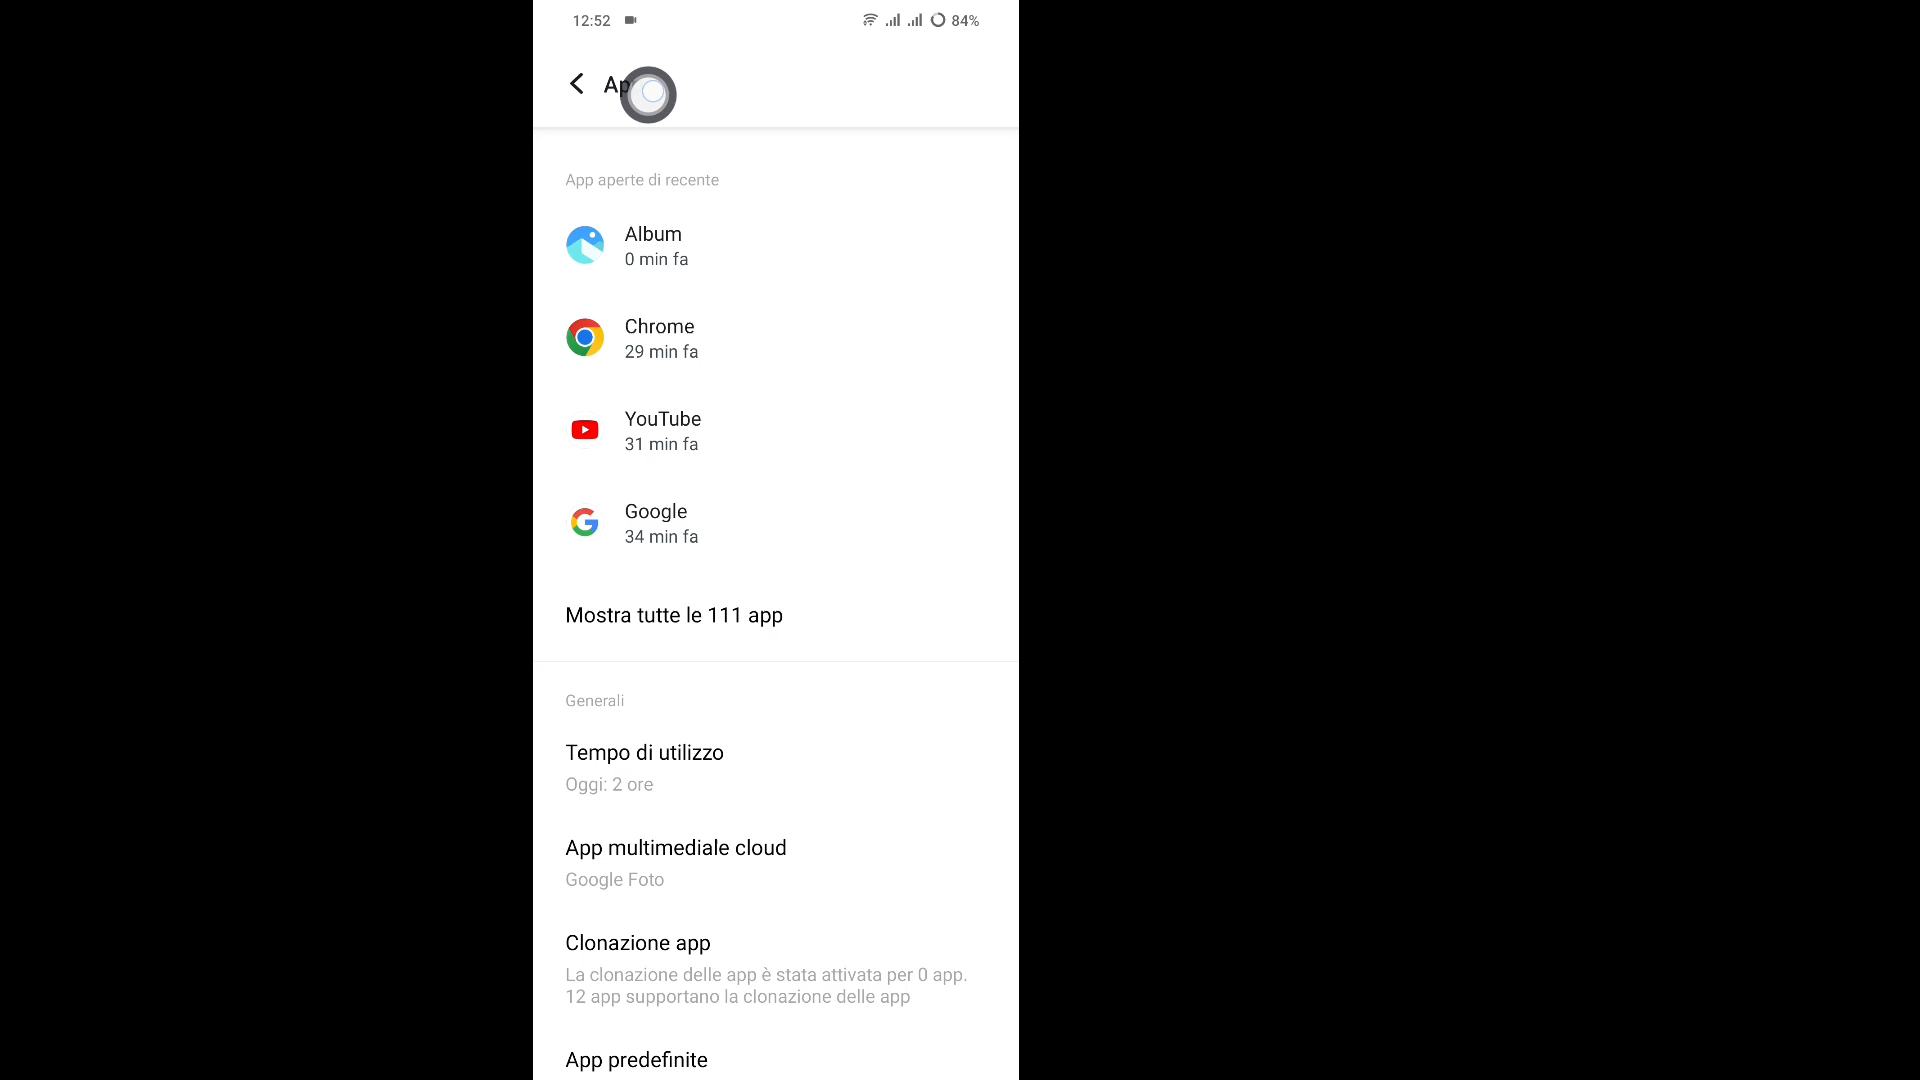 12:52
84%
App aperte di recente
Album
0 min fa
Chrome
29 min fa
YouTube
31 min fa
Google
34 min fa
Mostra tutte le 111 app
Generali
Tempo di utilizzo
Oggi: 2 ore
App multimediale cloud
Google Foto
Clonazione app
La clonazione delle app è stata attivata per 0 app.
12 app supportano la clonazione delle app
App predefinite